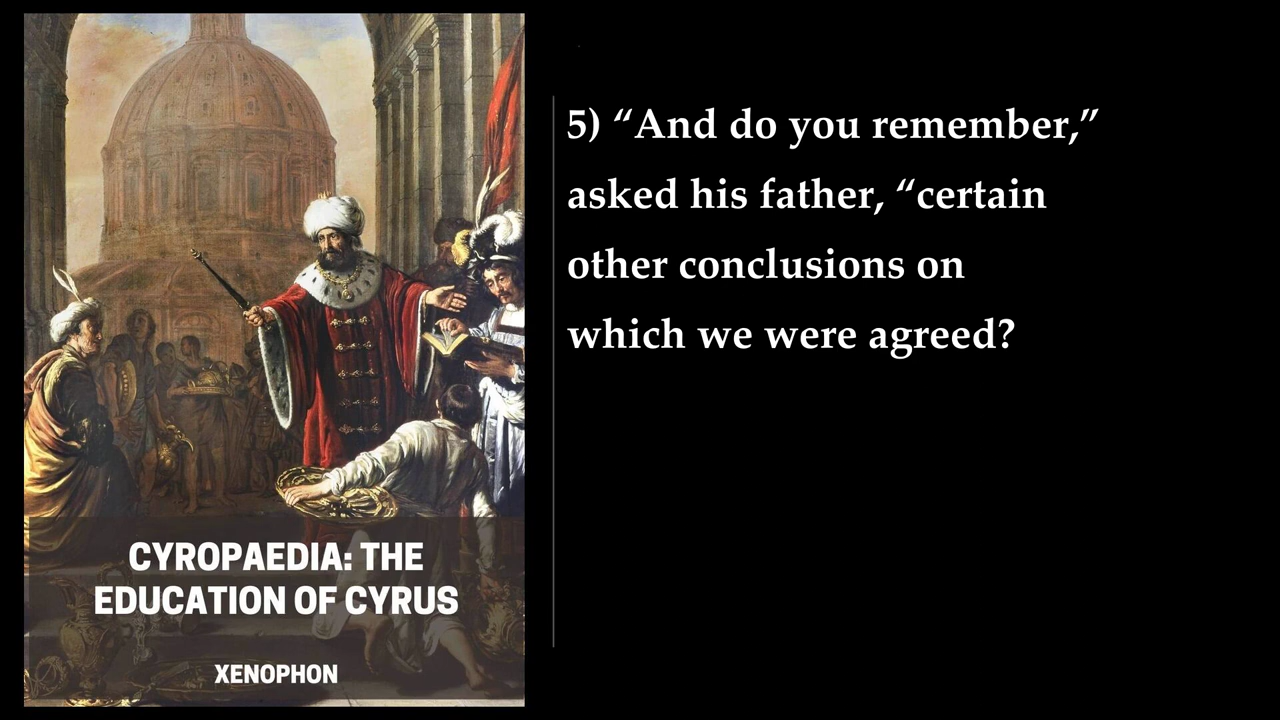 CYROPAEDIA: THE
EDUCATION OF CYRUS
XENOPHON
5) “And do you remember,”
asked his father, “certain
other conclusions on
which we were agreed?